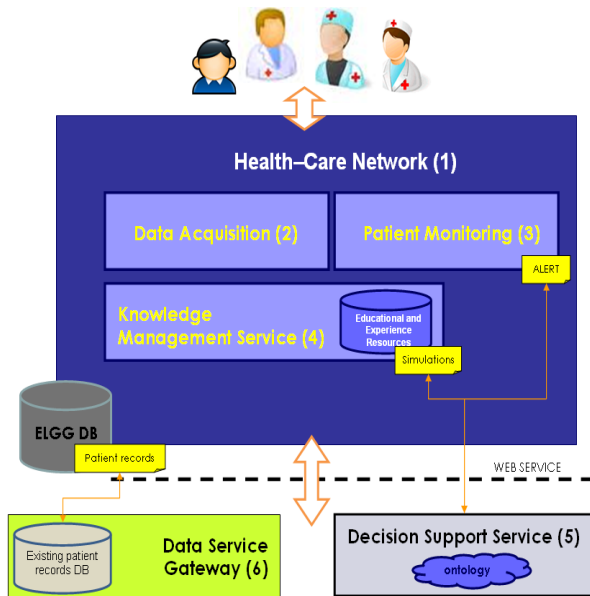 Health–Care Network (1)
Data Acquisition (2)
Patient Monitoring (3)
ALERT
Knowledge
Management Service (4)
Educational and
Experience
Resources
Simulations
ELGG DB
Patient records
WEB SERVICE
Existing patient
records DB
Data Service
Gateway (6)
Decision Support Service (5)
ontology